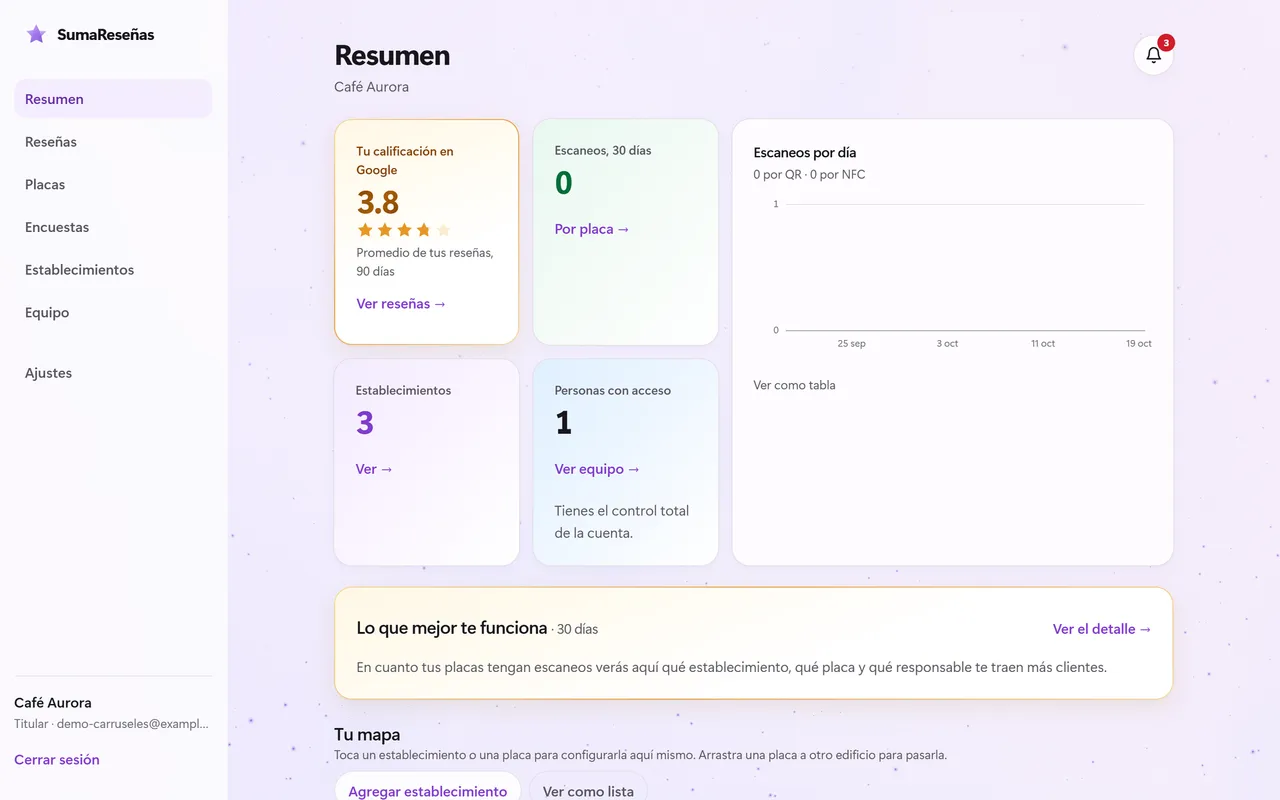 SumaReseñas
Resumen
Reseñas
Placas
Encuestas
Establecimientos
Equipo
Ajustes
Café Aurora
Titular · demo-carruseles@exampl...
Cerrar sesión
Resumen
Café Aurora
3
Tu calificación en
Google
3.8
Promedio de tus reseñas,
90 días
Ver reseñas →
Escaneos, 30 días
0
Por placa →
Establecimientos
3
Ver →
Personas con acceso
1
Ver equipo →
Tienes el control total
de la cuenta.
Escaneos por día
0 por QR · 0 por NFC
1
0
25 sep
3 oct
11 oct
19 oct
Ver como tabla
Lo que mejor te funciona · 30 días
Ver el detalle →
En cuanto tus placas tengan escaneos verás aquí qué establecimiento, qué placa y qué responsable te traen más clientes.
Tu mapa
Toca un establecimiento o una placa para configurarla aquí mismo. Arrastra una placa a otro edificio para pasarla.
Agregar establecimiento
Ver como lista